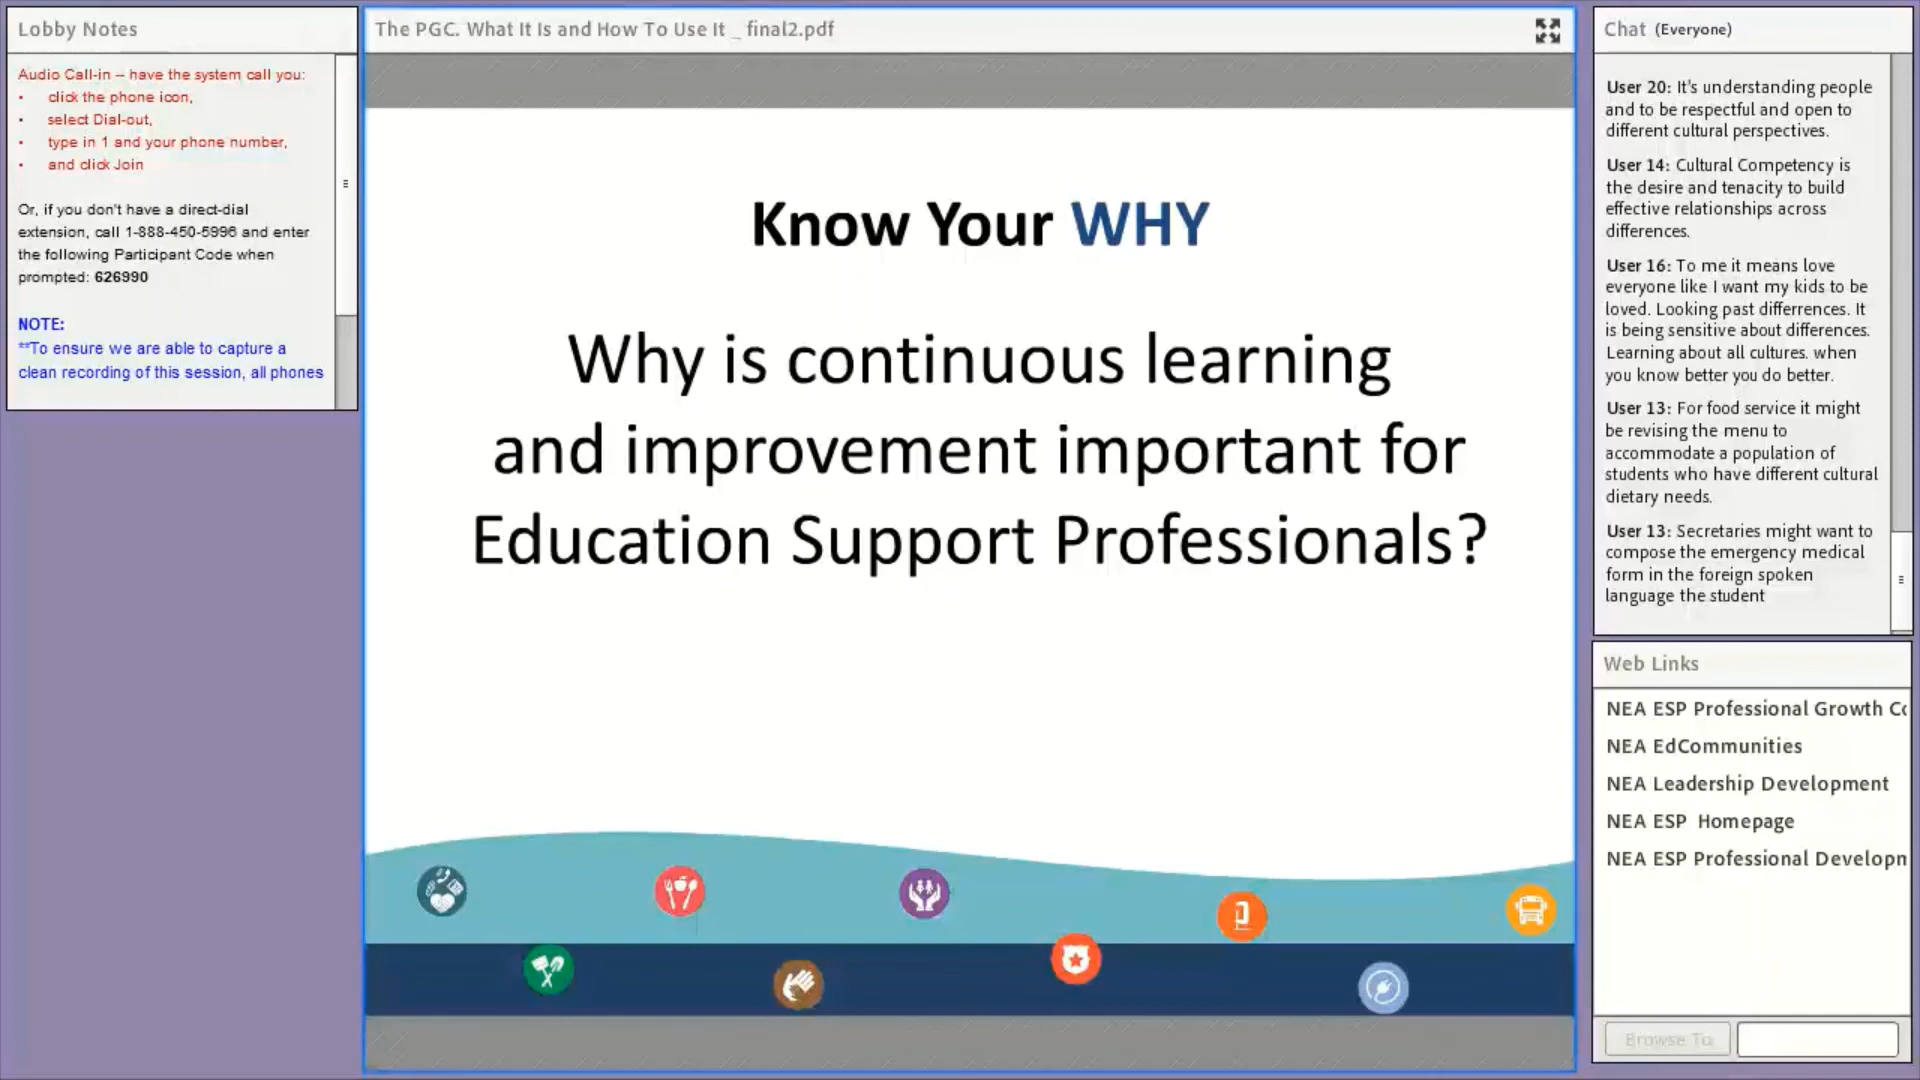 Lobby Notes
Audio Call-in – have the system call you:
• click the phone icon,
• select Dial-out,
• type in 1 and your phone number,
• and click Join
Or, if you don't have a direct-dial
extension, call 1-888-450-5996 and enter
the following Participant Code when
prompted: 626990
NOTE:
**To ensure we are able to capture a
clean recording of this session, all phones
The PGC. What It Is and How To Use It _ final2.pdf
Know Your WHY
Why is continuous learning
and improvement important for
Education Support Professionals?
Chat (Everyone)
User 20: It's understanding people
and to be respectful and open to
different cultural perspectives.
User 14: Cultural Competency is
the desire and tenacity to build
effective relationships across
differences.
User 16: To me it means love
everyone like I want my kids to be
loved. Looking past differrences. It
is being sensitive about differences.
Learning about all cultures. when
you know better you do better.
User 13: For food service it might
be revising the menu to
accommodate a population of
students who have different cultural
dietary needs.
User 13: Secretaries might want to
compose the emergency medical
form in the foreign spoken
language the student
Web Links
NEA ESP Professional Growth Co
NEA EdCommunities
NEA Leadership Development
NEA ESP Homepage
NEA ESP Professional Developm
Browse To